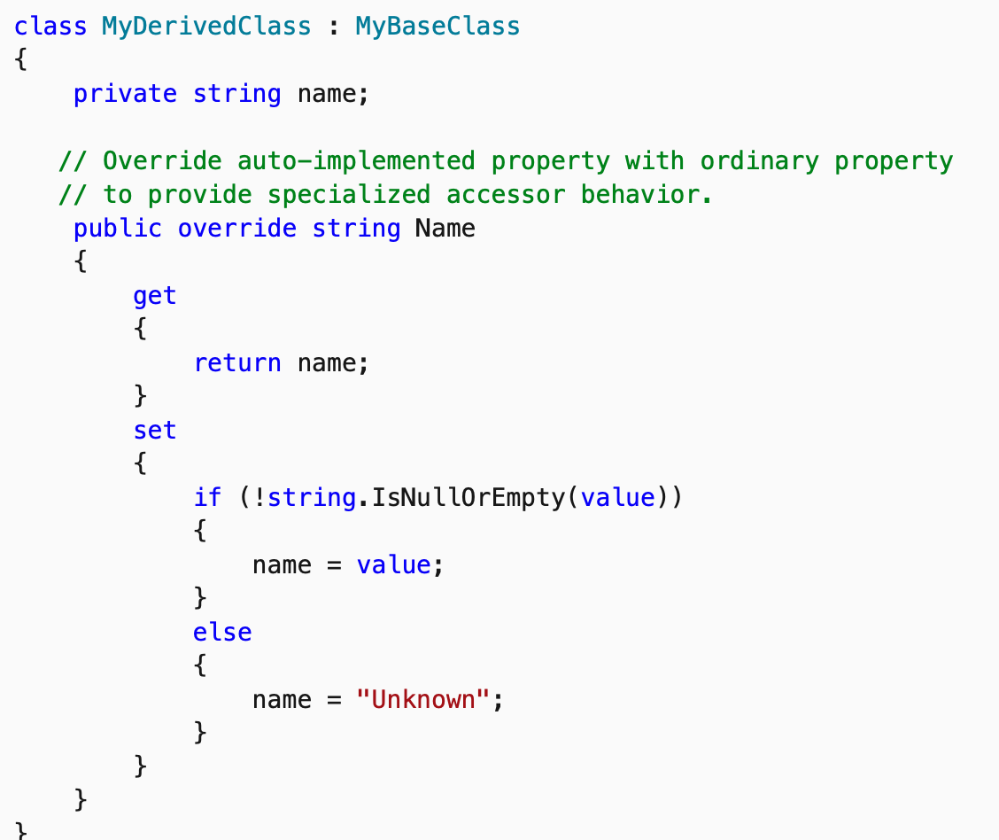 class MyDerivedClass : MyBaseClass
{
    private string name;

   // Override auto-implemented property with ordinary property
   // to provide specialized accessor behavior.
    public override string Name
    {
        get
        {
            return name;
        }
        set
        {
            if (!string.IsNullOrEmpty(value))
            {
                name = value;
            }
            else
            {
                name = "Unknown";
            }
        }
    }
}